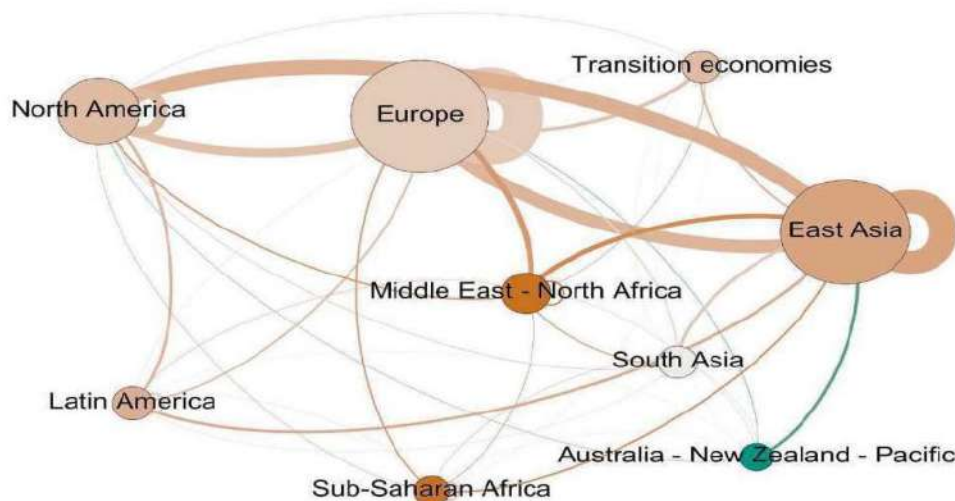 Transition economies
North America
Europe
East Asia
Middle East - North Africa
South Asia
Latin America
Australia - New Zealand - Pacific
Sub-Saharan Africa